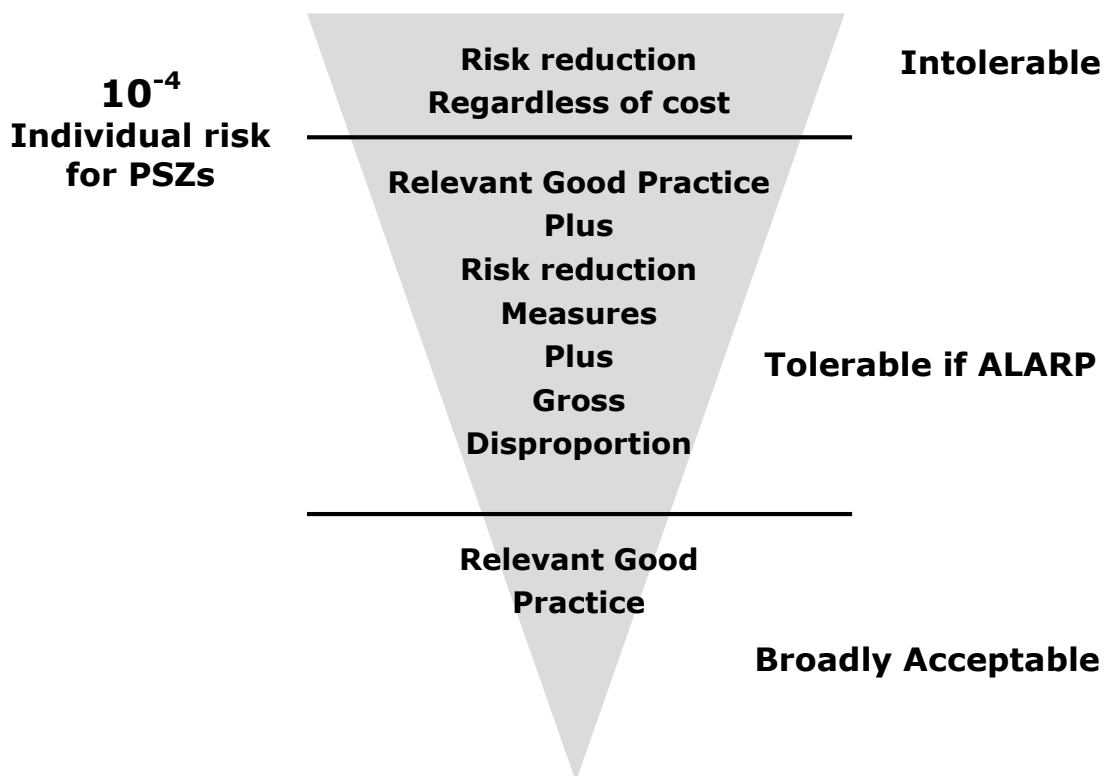 10⁻⁴
Individual risk
for PSZs
Risk reduction
Regardless of cost
Intolerable
Relevant Good Practice
Plus
Risk reduction
Measures
Plus
Gross
Disproportion
Tolerable if ALARP
Relevant Good
Practice
Broadly Acceptable